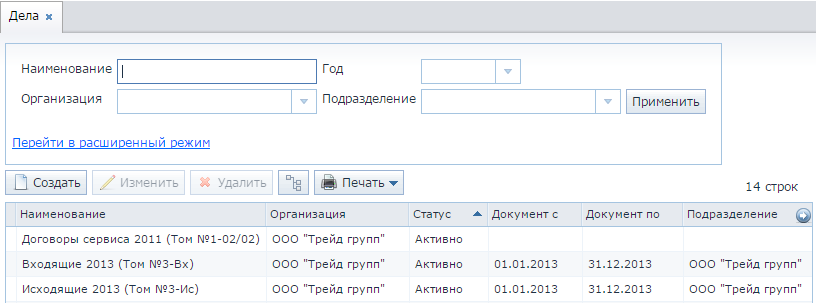 Дела
Наименование Год
Организация Подразделение Применить
Перейти в расширенный режим
Создать Изменить Удалить Печать 14 строк
Наименование Организация Статус Документ с Документ по Подразделение
Договоры сервиса 2011 (Том №1-02/02) ООО "Трейд групп" Активно
Входящие 2013 (Том №3-Вх) ООО "Трейд групп" Активно 01.01.2013 31.12.2013 ООО "Трейд групп"
Исходящие 2013 (Том №3-Ис) ООО "Трейд групп" Активно 01.01.2013 31.12.2013 ООО "Трейд групп"